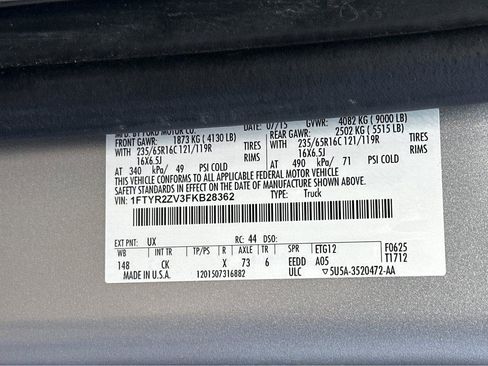 MFD. BY FORD MOTOR CO.
DATE: 07/15 GVWR: 4082 KG ( 9000 LB)
FRONT GAWR: 1873 KG ( 4130 LB) REAR GAWR: 2502 KG ( 5515 LB)
WITH 235/65R16C 121/119R TIRES WITH 235/65R16C 121/119R TIRES
16X6.5J RIMS 16X6.5J RIMS
AT 340 kPa/ 49 PSI COLD AT 490 kPa/ 71 PSI COLD
THIS VEHICLE CONFORMS TO ALL APPLICABLE FEDERAL MOTOR VEHICLE
SAFETY STANDARDS IN EFFECT ON THE DATE OF MANUFACTURE SHOWN ABOVE.
VIN: 1FTYR2ZV3FKB28362 TYPE: Truck
EXT PNT: UX RC: 44 DSO:
WB INT TR TP/PS R AXLE TR SPR ETG12 F0625
148 CK X 73 6 EEDD A05 T1712
MADE IN U.S.A. 1201507316882 ULC ▽5U5A-3520472-AA